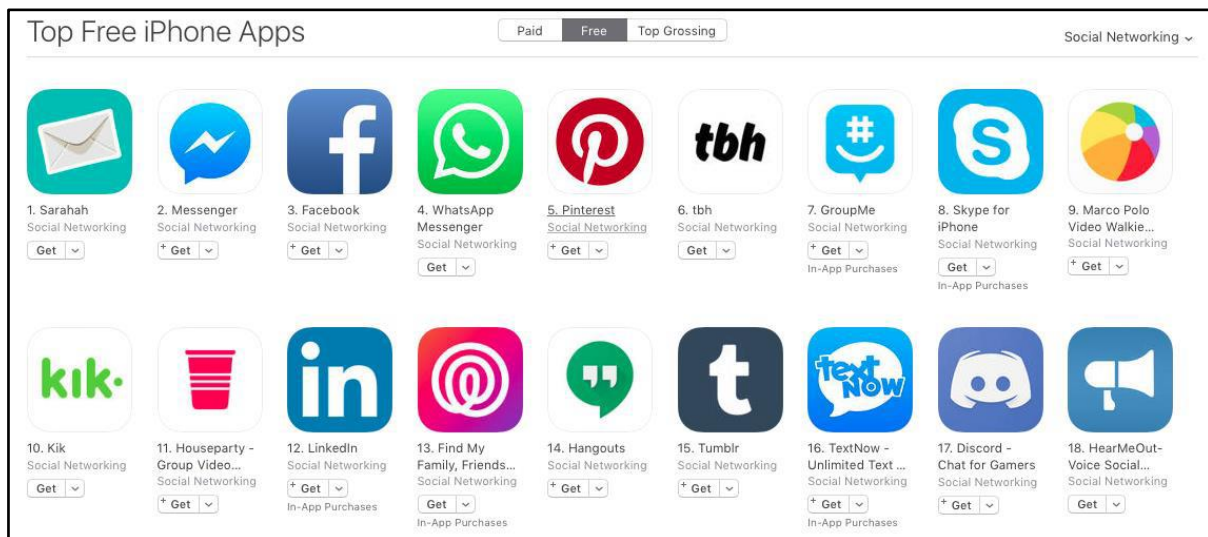 Top Free iPhone Apps
Paid Free Top Grossing
Social Networking
tbh
#
S
1. Sarahah
Social Networking
Get
2. Messenger
Social Networking
+ Get
3. Facebook
Social Networking
+ Get
4. WhatsApp
Messenger
Social Networking
Get
5. Pinterest
Social Networking
+ Get
6. tbh
Social Networking
Get
7. GroupMe
Social Networking
+ Get
In-App Purchases
8. Skype for
iPhone
Social Networking
Get
In-App Purchases
9. Marco Polo
Video Walkie...
Social Networking
+ Get
kik
in
t
text
NOW
10. Kik
Social Networking
Get
11. Houseparty -
Group Video...
Social Networking
+ Get
12. LinkedIn
Social Networking
+ Get
In-App Purchases
13. Find My
Family, Friends...
Social Networking
Get
In-App Purchases
14. Hangouts
Social Networking
+ Get
15. Tumblr
Social Networking
+ Get
16. TextNow -
Unlimited Text ...
Social Networking
+ Get
In-App Purchases
17. Discord -
Chat for Gamers
Social Networking
+ Get
18. HearMeOut-
Voice Social...
Social Networking
Get